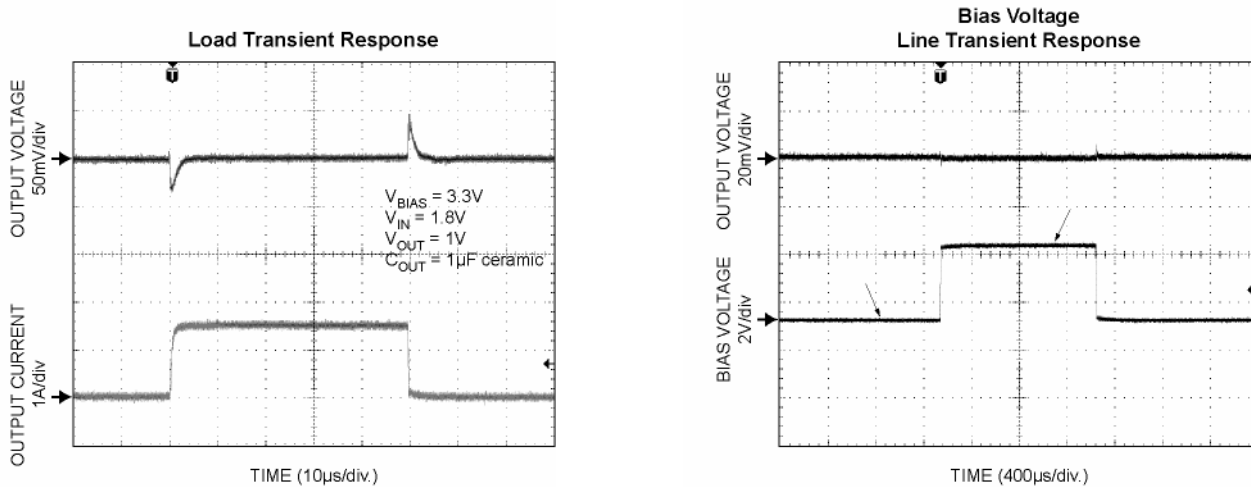 Load Transient Response
T
OUTPUT VOLTAGE
50mV/div
V_BIAS = 3.3V
V_IN = 1.8V
V_OUT = 1V
C_OUT = 1µF ceramic
OUTPUT CURRENT
1A/div
TIME (10µs/div.)
Bias Voltage
Line Transient Response
T
OUTPUT VOLTAGE
20mV/div
BIAS VOLTAGE
2V/div
TIME (400µs/div.)